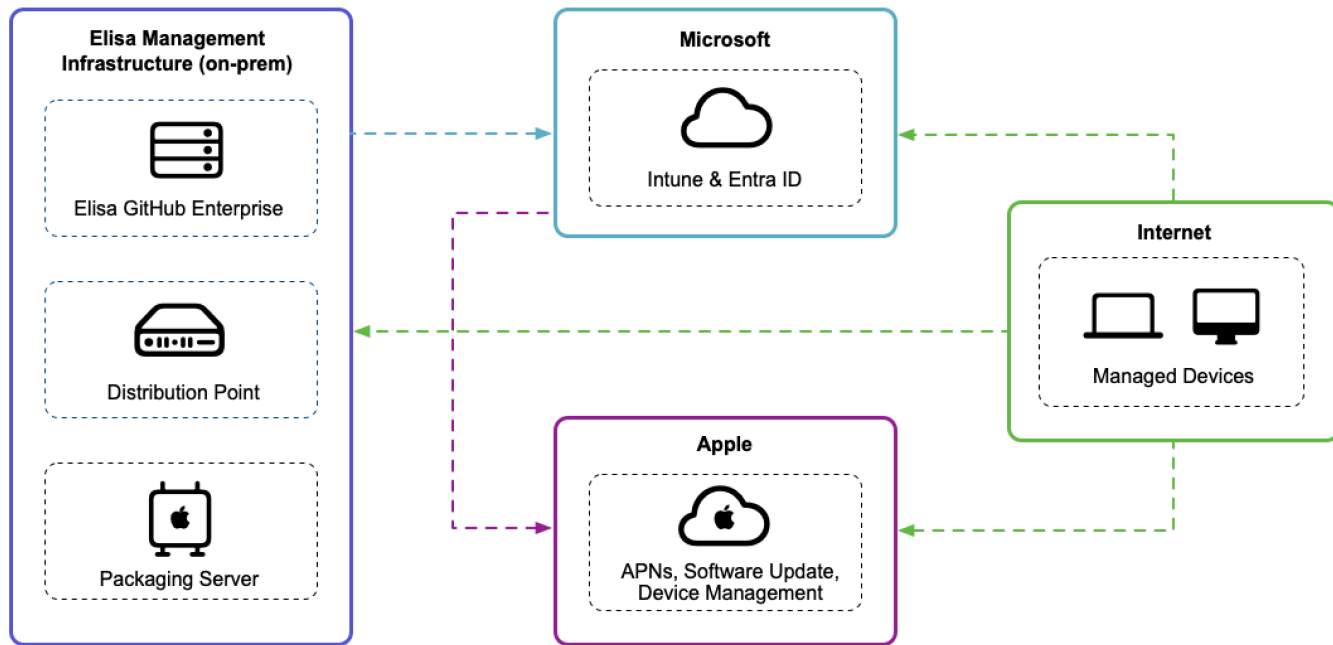 Elisa Management
Infrastructure (on-prem)
Elisa GitHub Enterprise
Distribution Point
Packaging Server
Microsoft
Intune & Entra ID
Apple
APNs, Software Update,
Device Management
Internet
Managed Devices